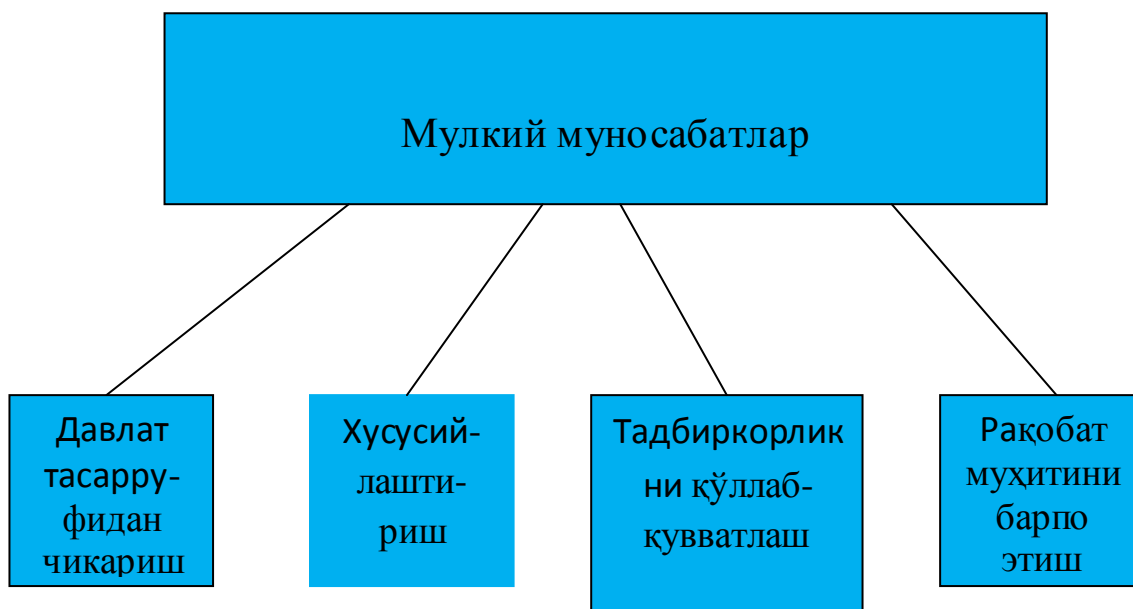 Мулкий муносабатлар
Давлат
тасарру-
фидан
чикариш
Хусусий-
лашти-
риш
Тадбиркорлик
ни қўллаб-
қувватлаш
Рақобат
муҳитини
барпо
этиш